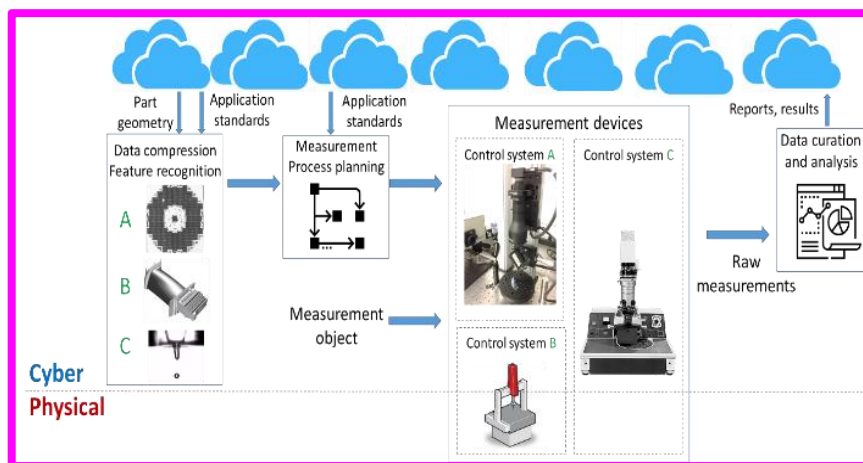 Part
geometry
Application
standards
Application
standards
Reports, results
Data compression
Feature recognition
A
B
C
Measurement
Process planning
Measurement
object
Measurement devices
Control system A
Control system C
Control system B
Raw
measurements
Data curation
and analysis
Cyber
Physical